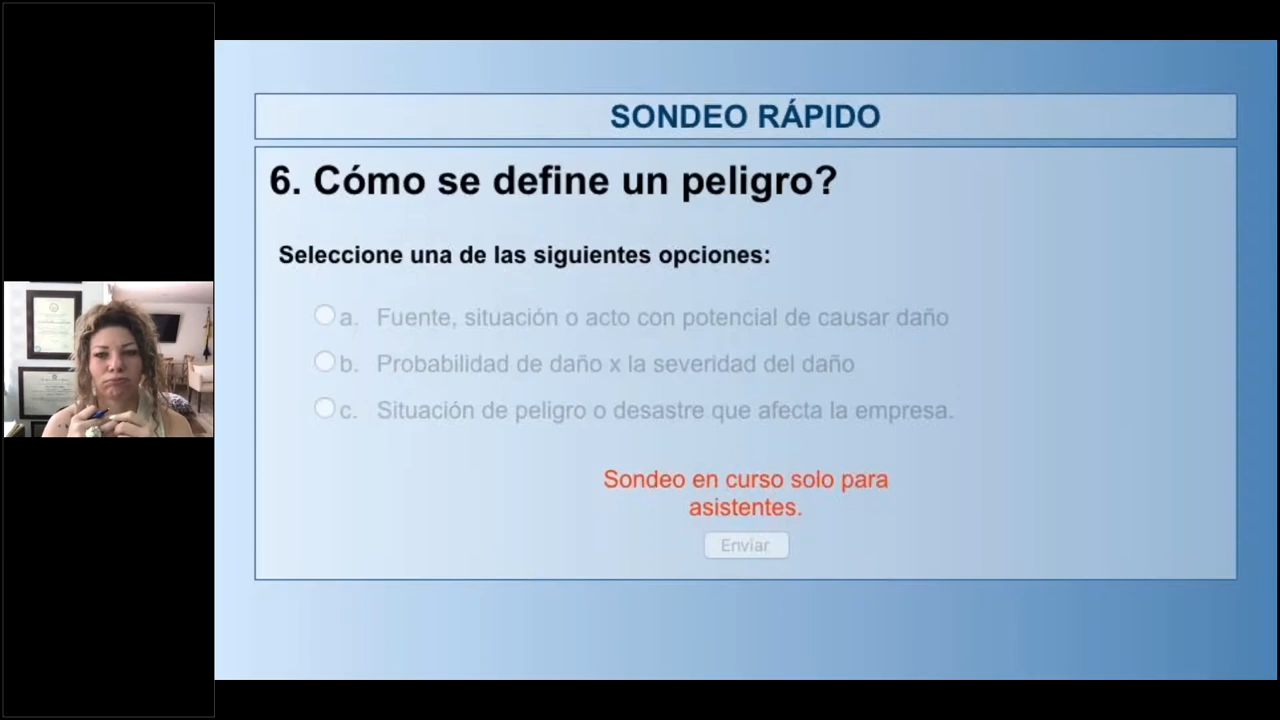 SONDEO RÁPIDO
6. Cómo se define un peligro?
Seleccione una de las siguientes opciones:
a. Fuente, situación o acto con potencial de causar daño
b. Probabilidad de daño x la severidad del daño
c. Situación de peligro o desastre que afecta la empresa.
Sondeo en curso solo para
asistentes.
Enviar